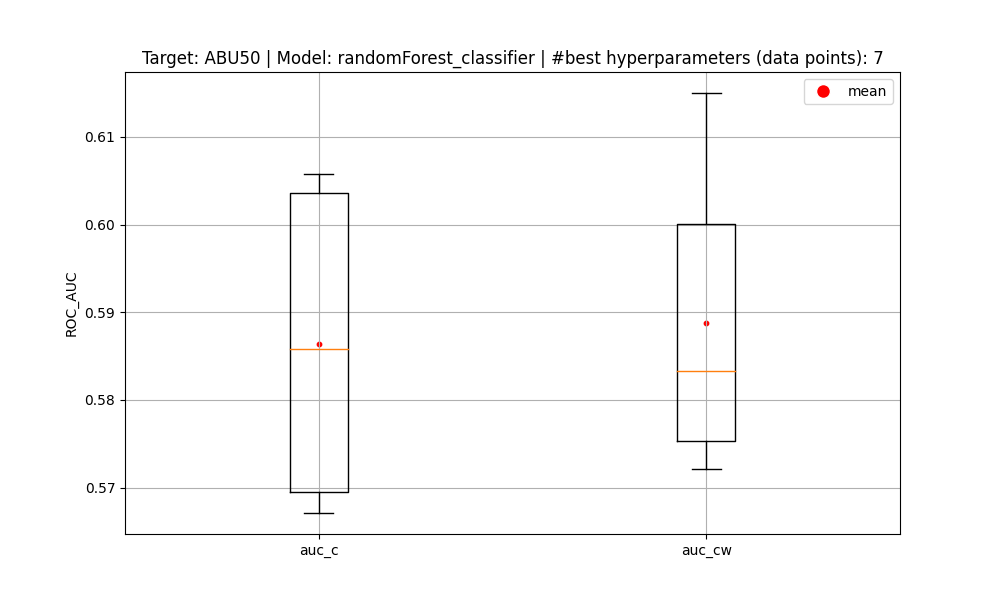 Target: ABU50 | Model: randomForest_classifier | #best hyperparameters (data points): 7
mean
0.61
0.60
0.59
0.58
0.57
ROC_AUC
auc_c
auc_cw